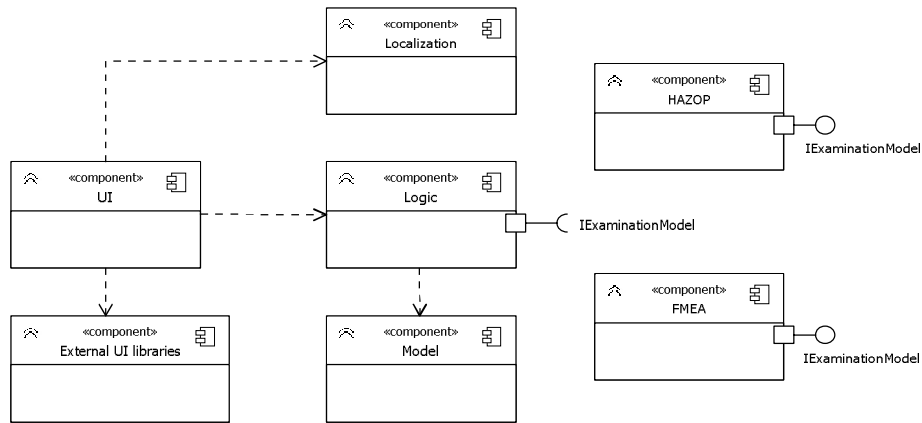 «component»
Localization
«component»
HAZOP
IExaminationModel
«component»
UI
«component»
Logic
IExaminationModel
«component»
FMEA
IExaminationModel
«component»
External UI libraries
«component»
Model